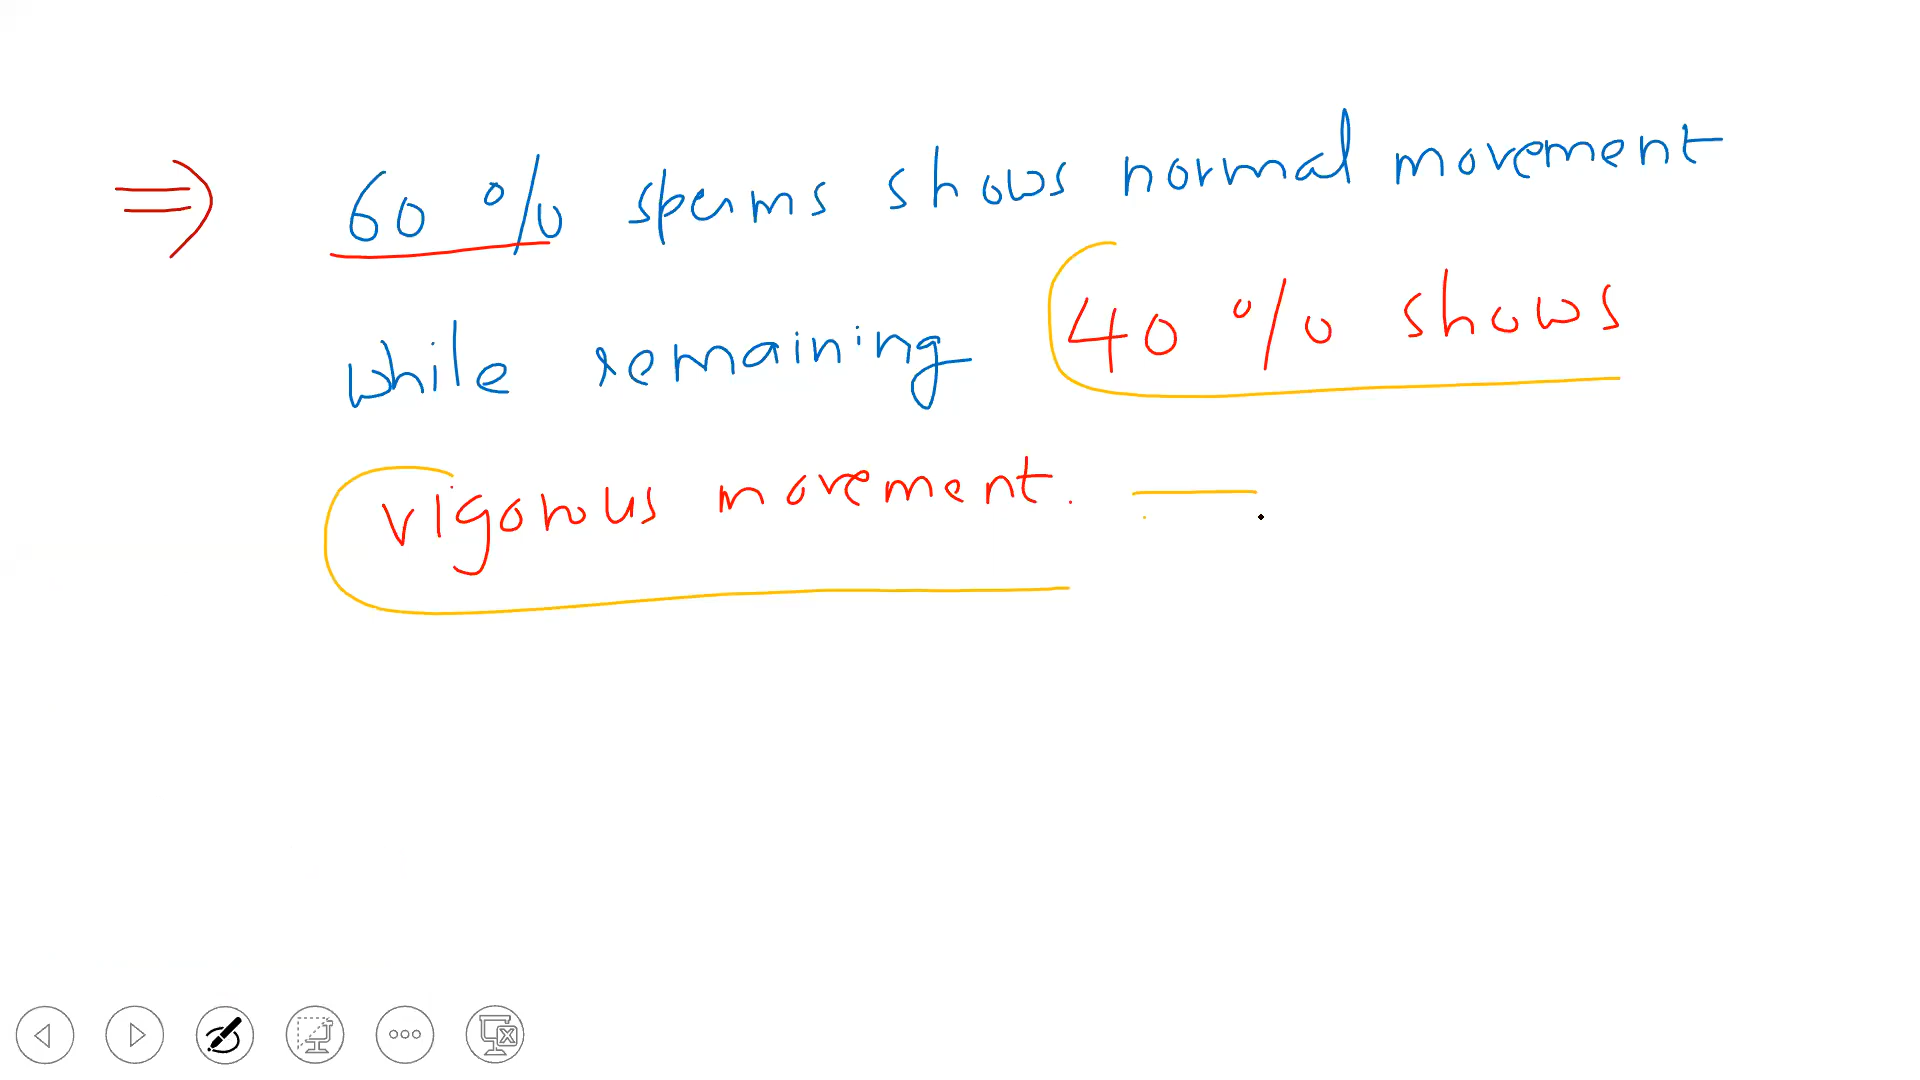 ⇒ 60 % sperms shows normal movement
while remaining 40 % shows
vigorous movement.